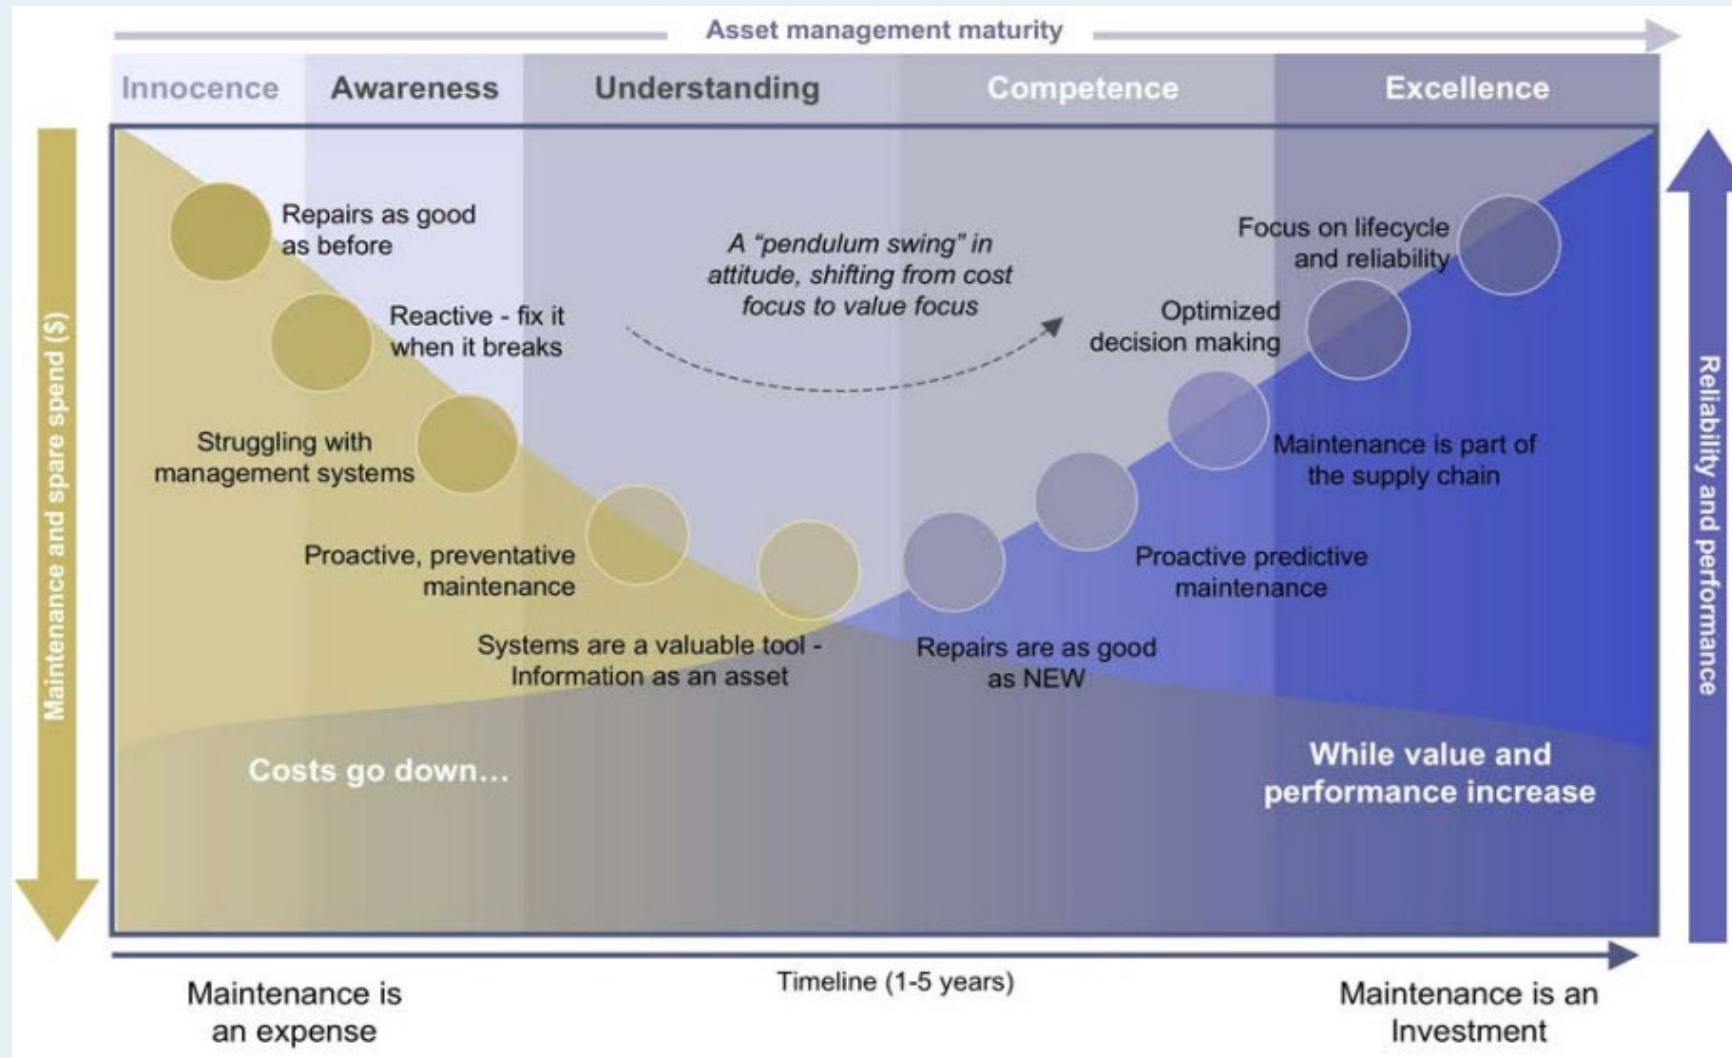 Asset management maturity
Innocence
Awareness
Understanding
Competence
Excellence
Maintenance and spare spend ($)
Reliability and performance
Repairs as good
as before
Reactive - fix it
when it breaks
Struggling with
management systems
Proactive, preventative
maintenance
Systems are a valuable tool -
Information as an asset
A “pendulum swing” in
attitude, shifting from cost
focus to value focus
Repairs are as good
as NEW
Proactive predictive
maintenance
Maintenance is part of
the supply chain
Optimized
decision making
Focus on lifecycle
and reliability
Costs go down...
While value and
performance increase
Timeline (1-5 years)
Maintenance is
an expense
Maintenance is an
Investment